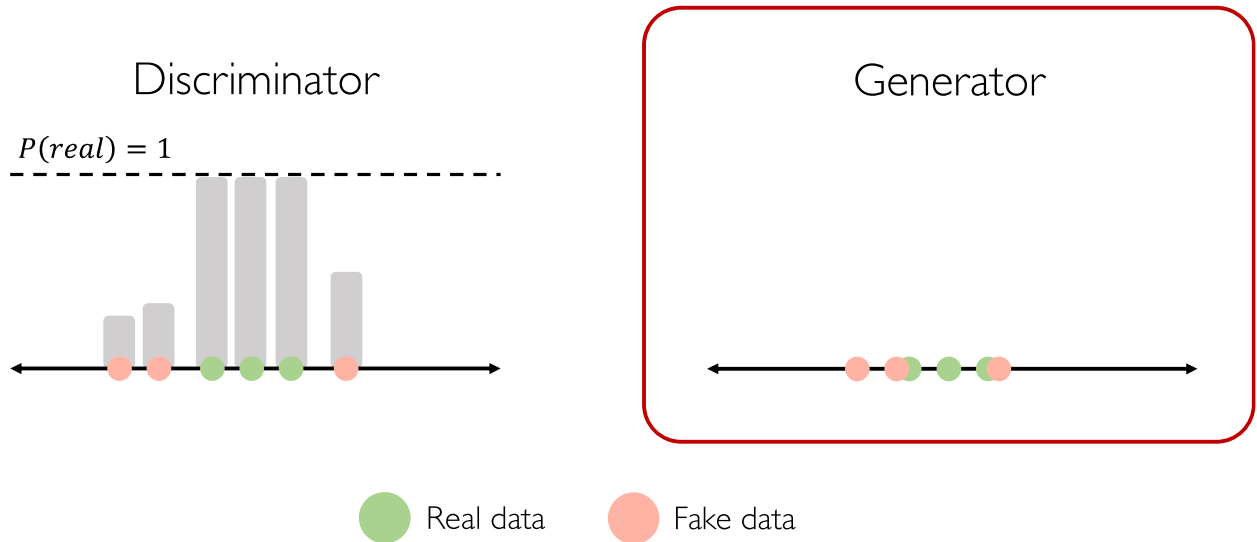 Discriminator
Generator
P(real) = 1
Real data
Fake data